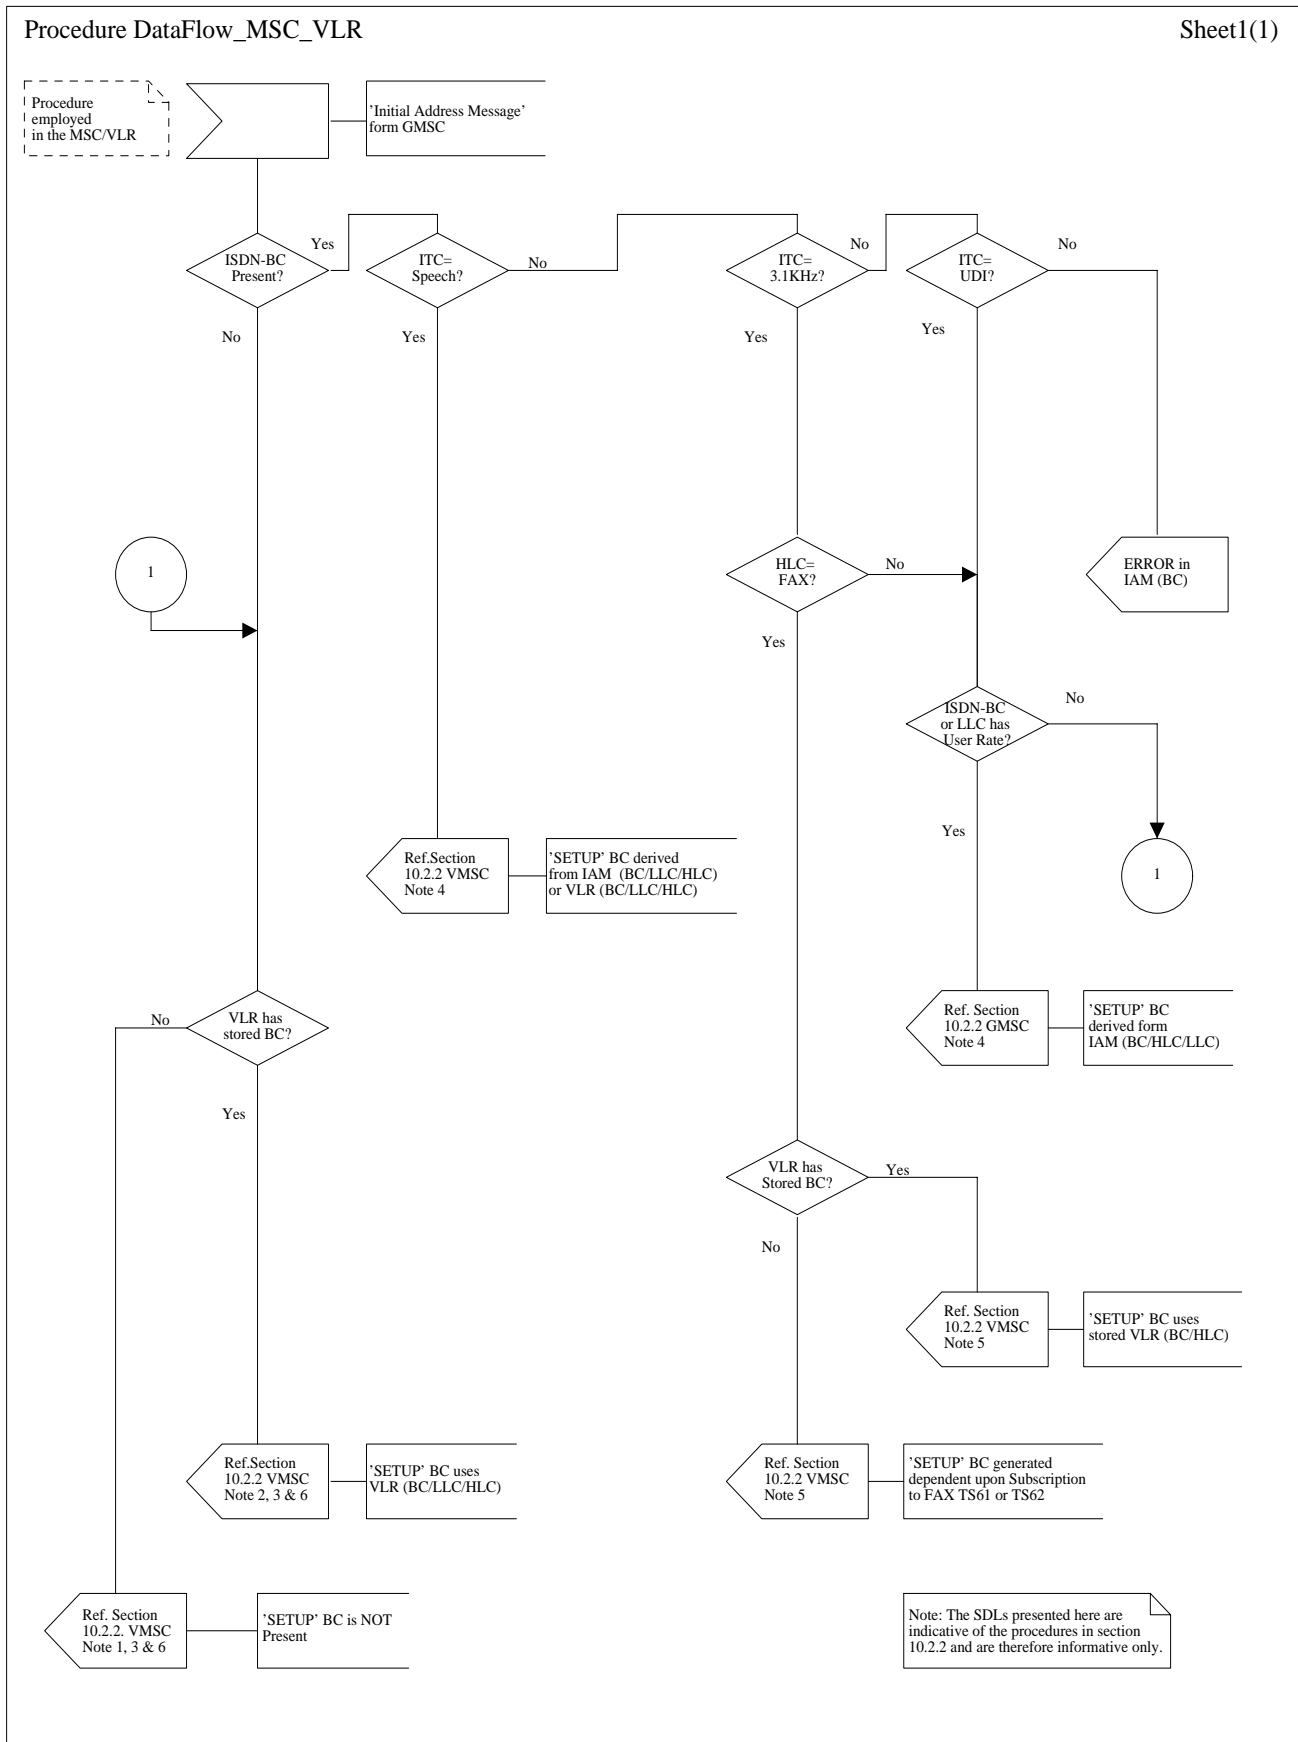 Procedure DataFlow_MSC_VLR
Sheet1(1)
Procedure
employed
in the MSC/VLR
'Initial Address Message'
form GMSC
ISDN-BC
Present?
Yes
No
ITC=
Speech?
No
Yes
ITC=
3.1KHz?
No
Yes
ITC=
UDI?
No
Yes
1
HLC=
FAX?
No
Yes
ERROR in
IAM (BC)
ISDN-BC
or LLC has
User Rate?
No
Yes
Ref.Section
10.2.2 VMSC
Note 4
'SETUP' BC derived
from IAM  (BC/LLC/HLC)
or VLR (BC/LLC/HLC)
1
VLR has
stored BC?
No
Yes
Ref. Section
10.2.2 GMSC
Note 4
'SETUP' BC
derived form
IAM (BC/HLC/LLC)
VLR has
Stored BC?
Yes
No
Ref. Section
10.2.2 VMSC
Note 5
'SETUP' BC uses
stored VLR (BC/HLC)
Ref.Section
10.2.2 VMSC
Note 2, 3 & 6
'SETUP' BC uses
VLR (BC/LLC/HLC)
Ref. Section
10.2.2 VMSC
Note 5
'SETUP' BC generated
dependent upon Subscription
to FAX TS61 or TS62
Ref. Section
10.2.2. VMSC
Note 1, 3 & 6
'SETUP' BC is NOT
Present
Note: The SDLs presented here are
indicative of the procedures in section
10.2.2 and are therefore informative only.